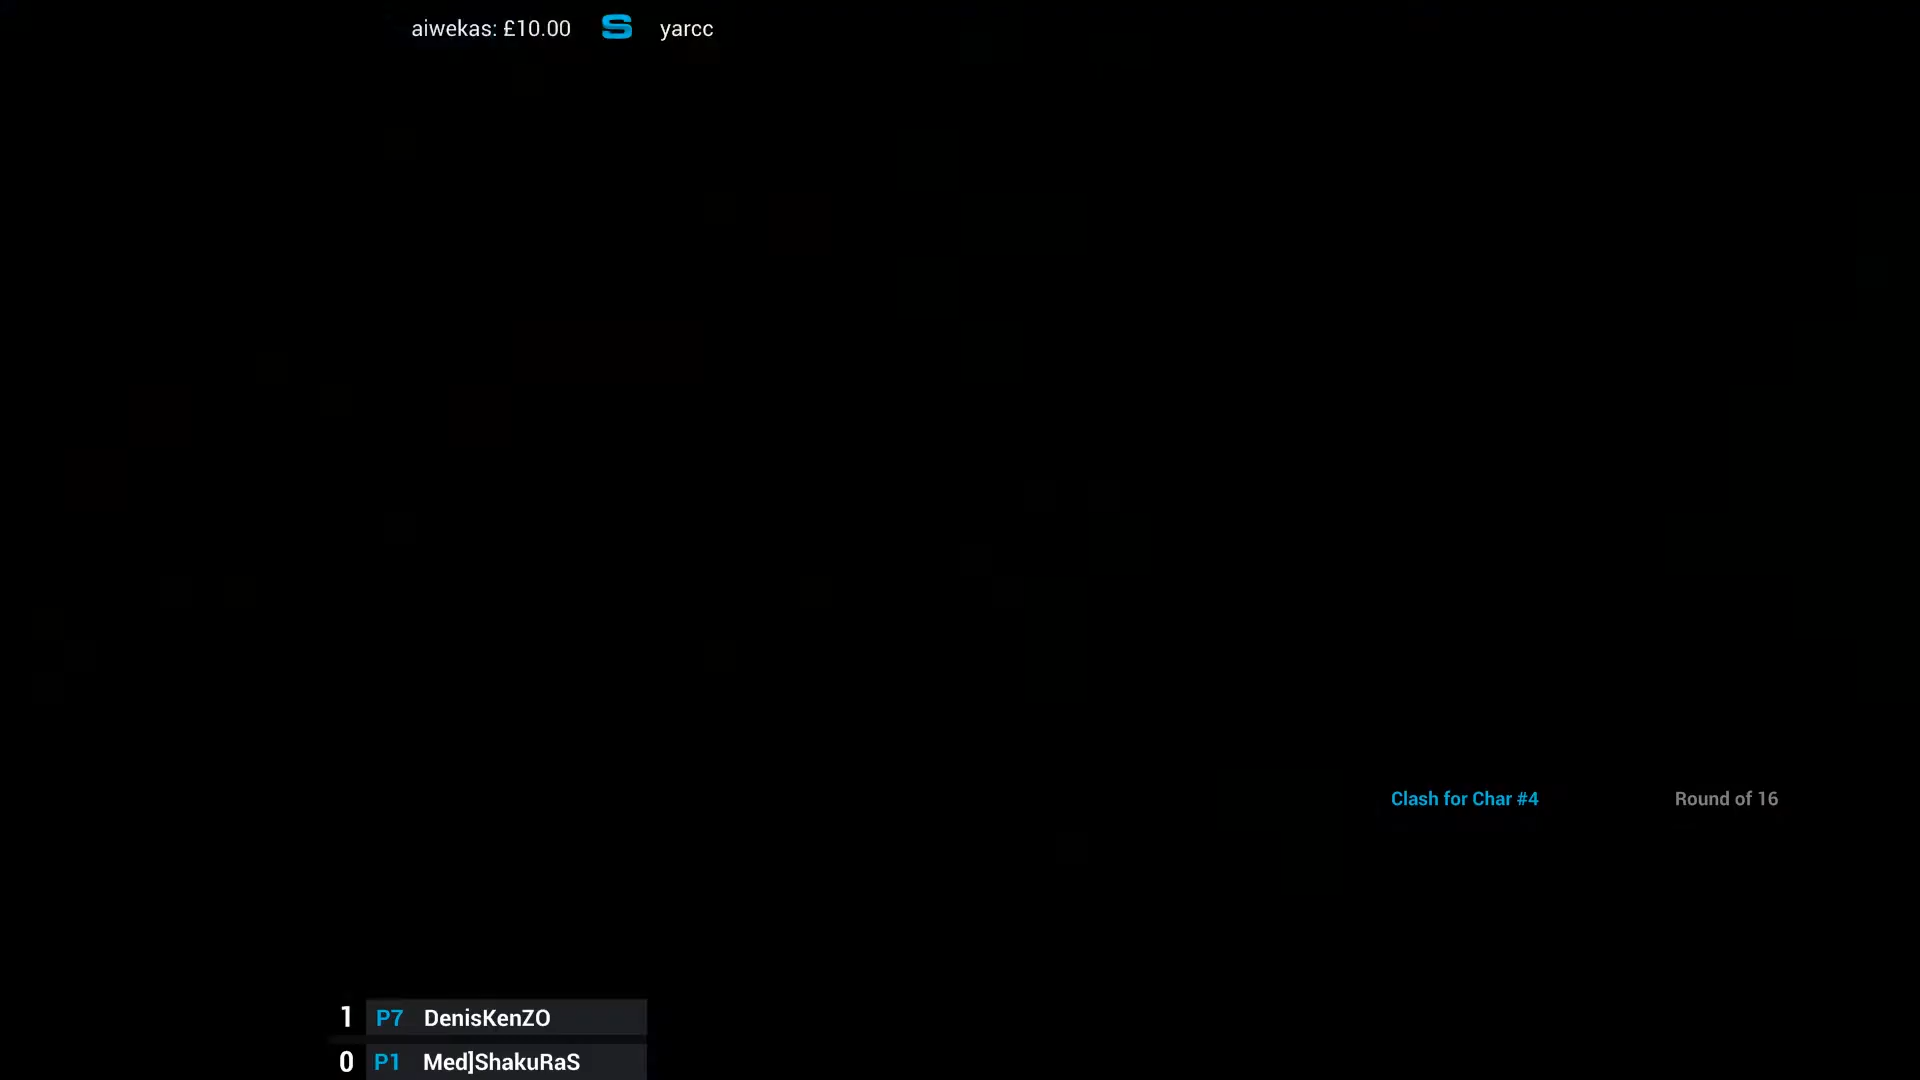 aiwekas: £10.00 S yarcc
Clash for Char #4 Round of 16
1 P7 DenisKenZO
0 P1 Med]ShakuRaS